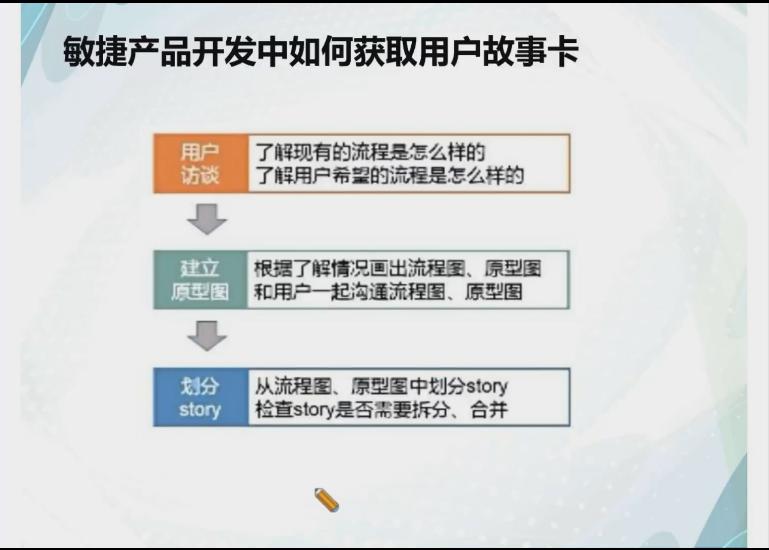 敏捷产品开发中如何获取用户故事卡
用户
访谈
了解现有的流程是怎么样的
了解用户希望的流程是怎么样的
建立
原型图
根据了解情况画出流程图、原型图
和用户一起沟通流程图、原型图
划分
story
从流程图、原型图中划分story
检查story是否需要拆分、合并